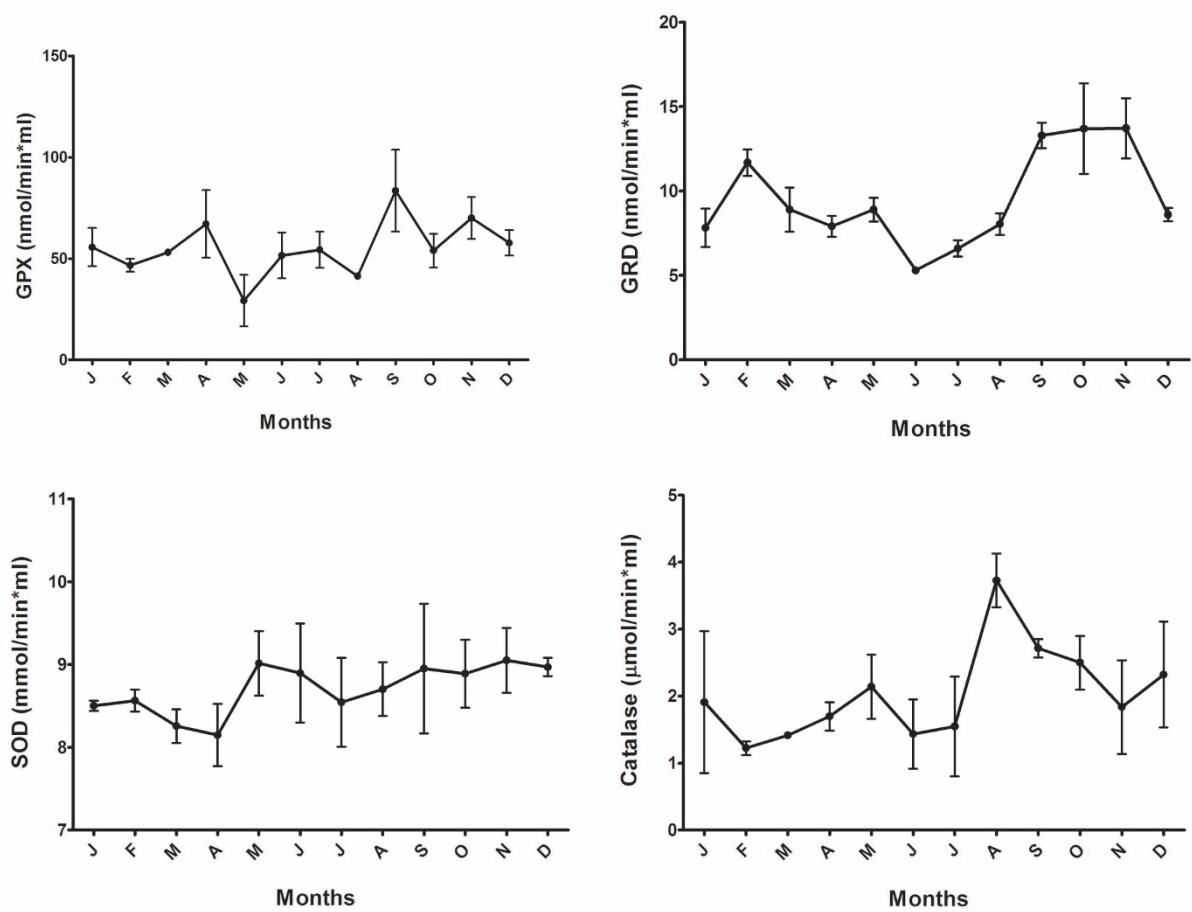 GPX (nmol/min*ml)
150
100
50
0
J F M A M J J A S O N D
Months
GRD (nmol/min*ml)
20
15
10
5
0
J F M A M J J A S O N D
Months
SOD (mmol/min*ml)
11
10
9
8
7
J F M A M J J A S O N D
Months
Catalase (μmol/min*ml)
5
4
3
2
1
0
J F M A M J J A S O N D
Months